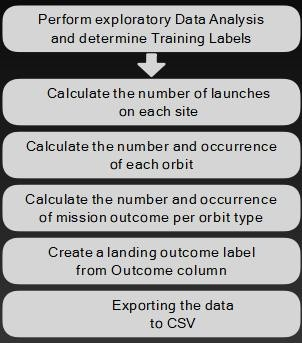 Perform exploratory Data Analysis
and determine Training Labels
Calculate the number of launches
on each site
Calculate the number and occurrence
of each orbit
Calculate the number and occurrence
of mission outcome per orbit type
Create a landing outcome label
from Outcome column
Exporting the data
to CSV